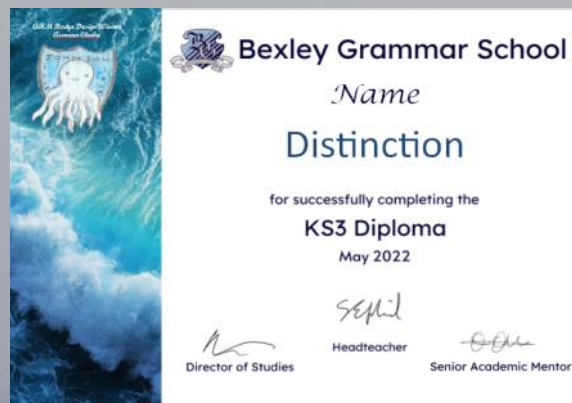 Bexley Grammar School
Name
Distinction
for successfully completing the
KS3 Diploma
May 2022
Headteacher
Director of Studies
Senior Academic Mentor